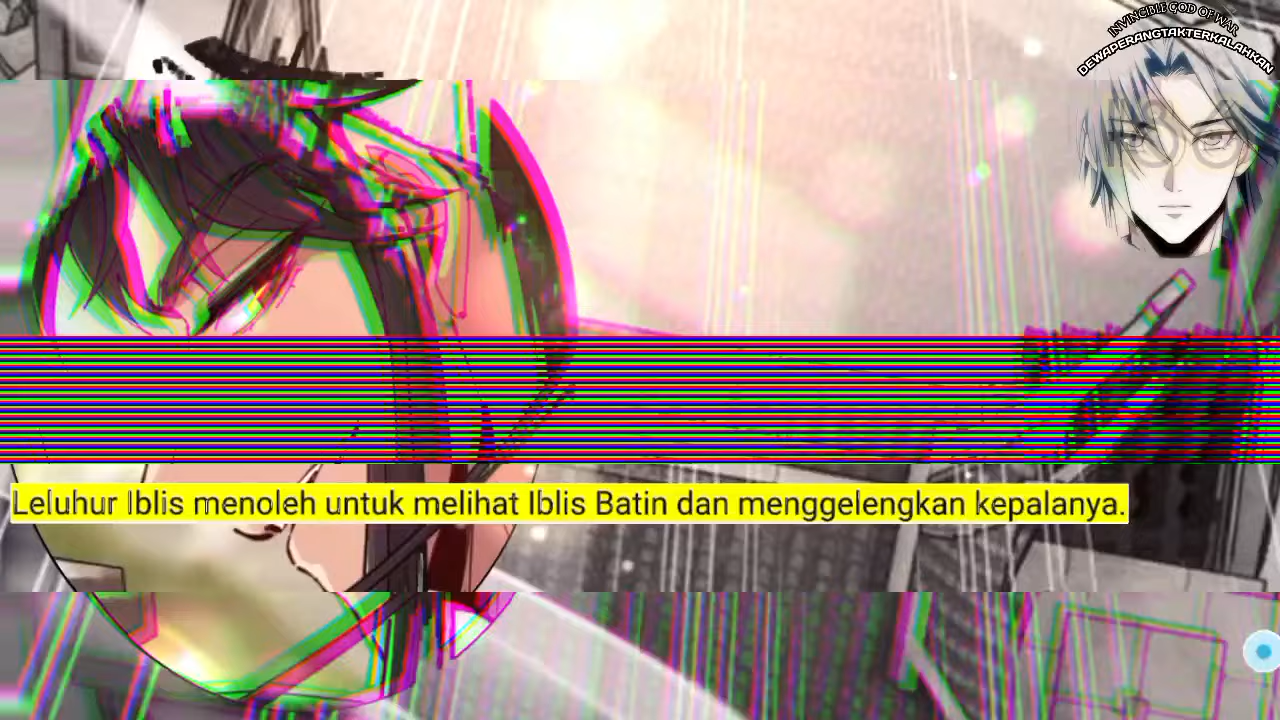 INVINCIBLE GOD OF WAR
DEWAPERANGTAKTERKALAHKAN
Leluhur Iblis menoleh untuk melihat Iblis Batin dan menggelengkan kepalanya.